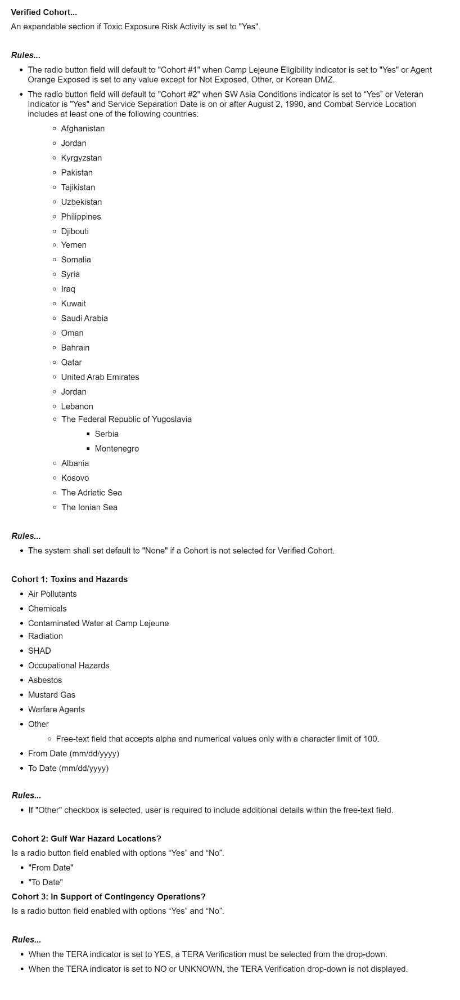 Verified Cohort...
An expandable section if Toxic Exposure Risk Activity is set to "Yes".
Rules...
• The radio button field will default to "Cohort #1" when Camp Lejeune Eligibility indicator is set to "Yes" or Agent
Orange Exposed is set to any value except for Not Exposed, Other, or Korean DMZ.
• The radio button field will default to "Cohort #2" when SW Asia Conditions indicator is set to “Yes” or Veteran
Indicator is "Yes" and Service Separation Date is on or after August 2, 1990, and Combat Service Location
includes at least one of the following countries:
◦ Afghanistan
◦ Jordan
◦ Kyrgyzstan
◦ Pakistan
◦ Tajikistan
◦ Uzbekistan
◦ Philippines
◦ Djibouti
◦ Yemen
◦ Somalia
◦ Syria
◦ Iraq
◦ Kuwait
◦ Saudi Arabia
◦ Oman
◦ Bahrain
◦ Qatar
◦ United Arab Emirates
◦ Jordan
◦ Lebanon
◦ The Federal Republic of Yugoslavia
▪ Serbia
▪ Montenegro
◦ Albania
◦ Kosovo
◦ The Adriatic Sea
◦ The Ionian Sea
Rules...
• The system shall set default to "None" if a Cohort is not selected for Verified Cohort.
Cohort 1: Toxins and Hazards
• Air Pollutants
• Chemicals
• Contaminated Water at Camp Lejeune
• Radiation
• SHAD
• Occupational Hazards
• Asbestos
• Mustard Gas
• Warfare Agents
• Other
◦ Free-text field that accepts alpha and numerical values only with a character limit of 100.
• From Date (mm/dd/yyyy)
• To Date (mm/dd/yyyy)
Rules...
• If "Other" checkbox is selected, user is required to include additional details within the free-text field.
Cohort 2: Gulf War Hazard Locations?
Is a radio button field enabled with options “Yes” and “No”.
• "From Date"
• "To Date"
Cohort 3: In Support of Contingency Operations?
Is a radio button field enabled with options “Yes” and “No”.
Rules...
• When the TERA indicator is set to YES, a TERA Verification must be selected from the drop-down.
• When the TERA indicator is set to NO or UNKNOWN, the TERA Verification drop-down is not displayed.